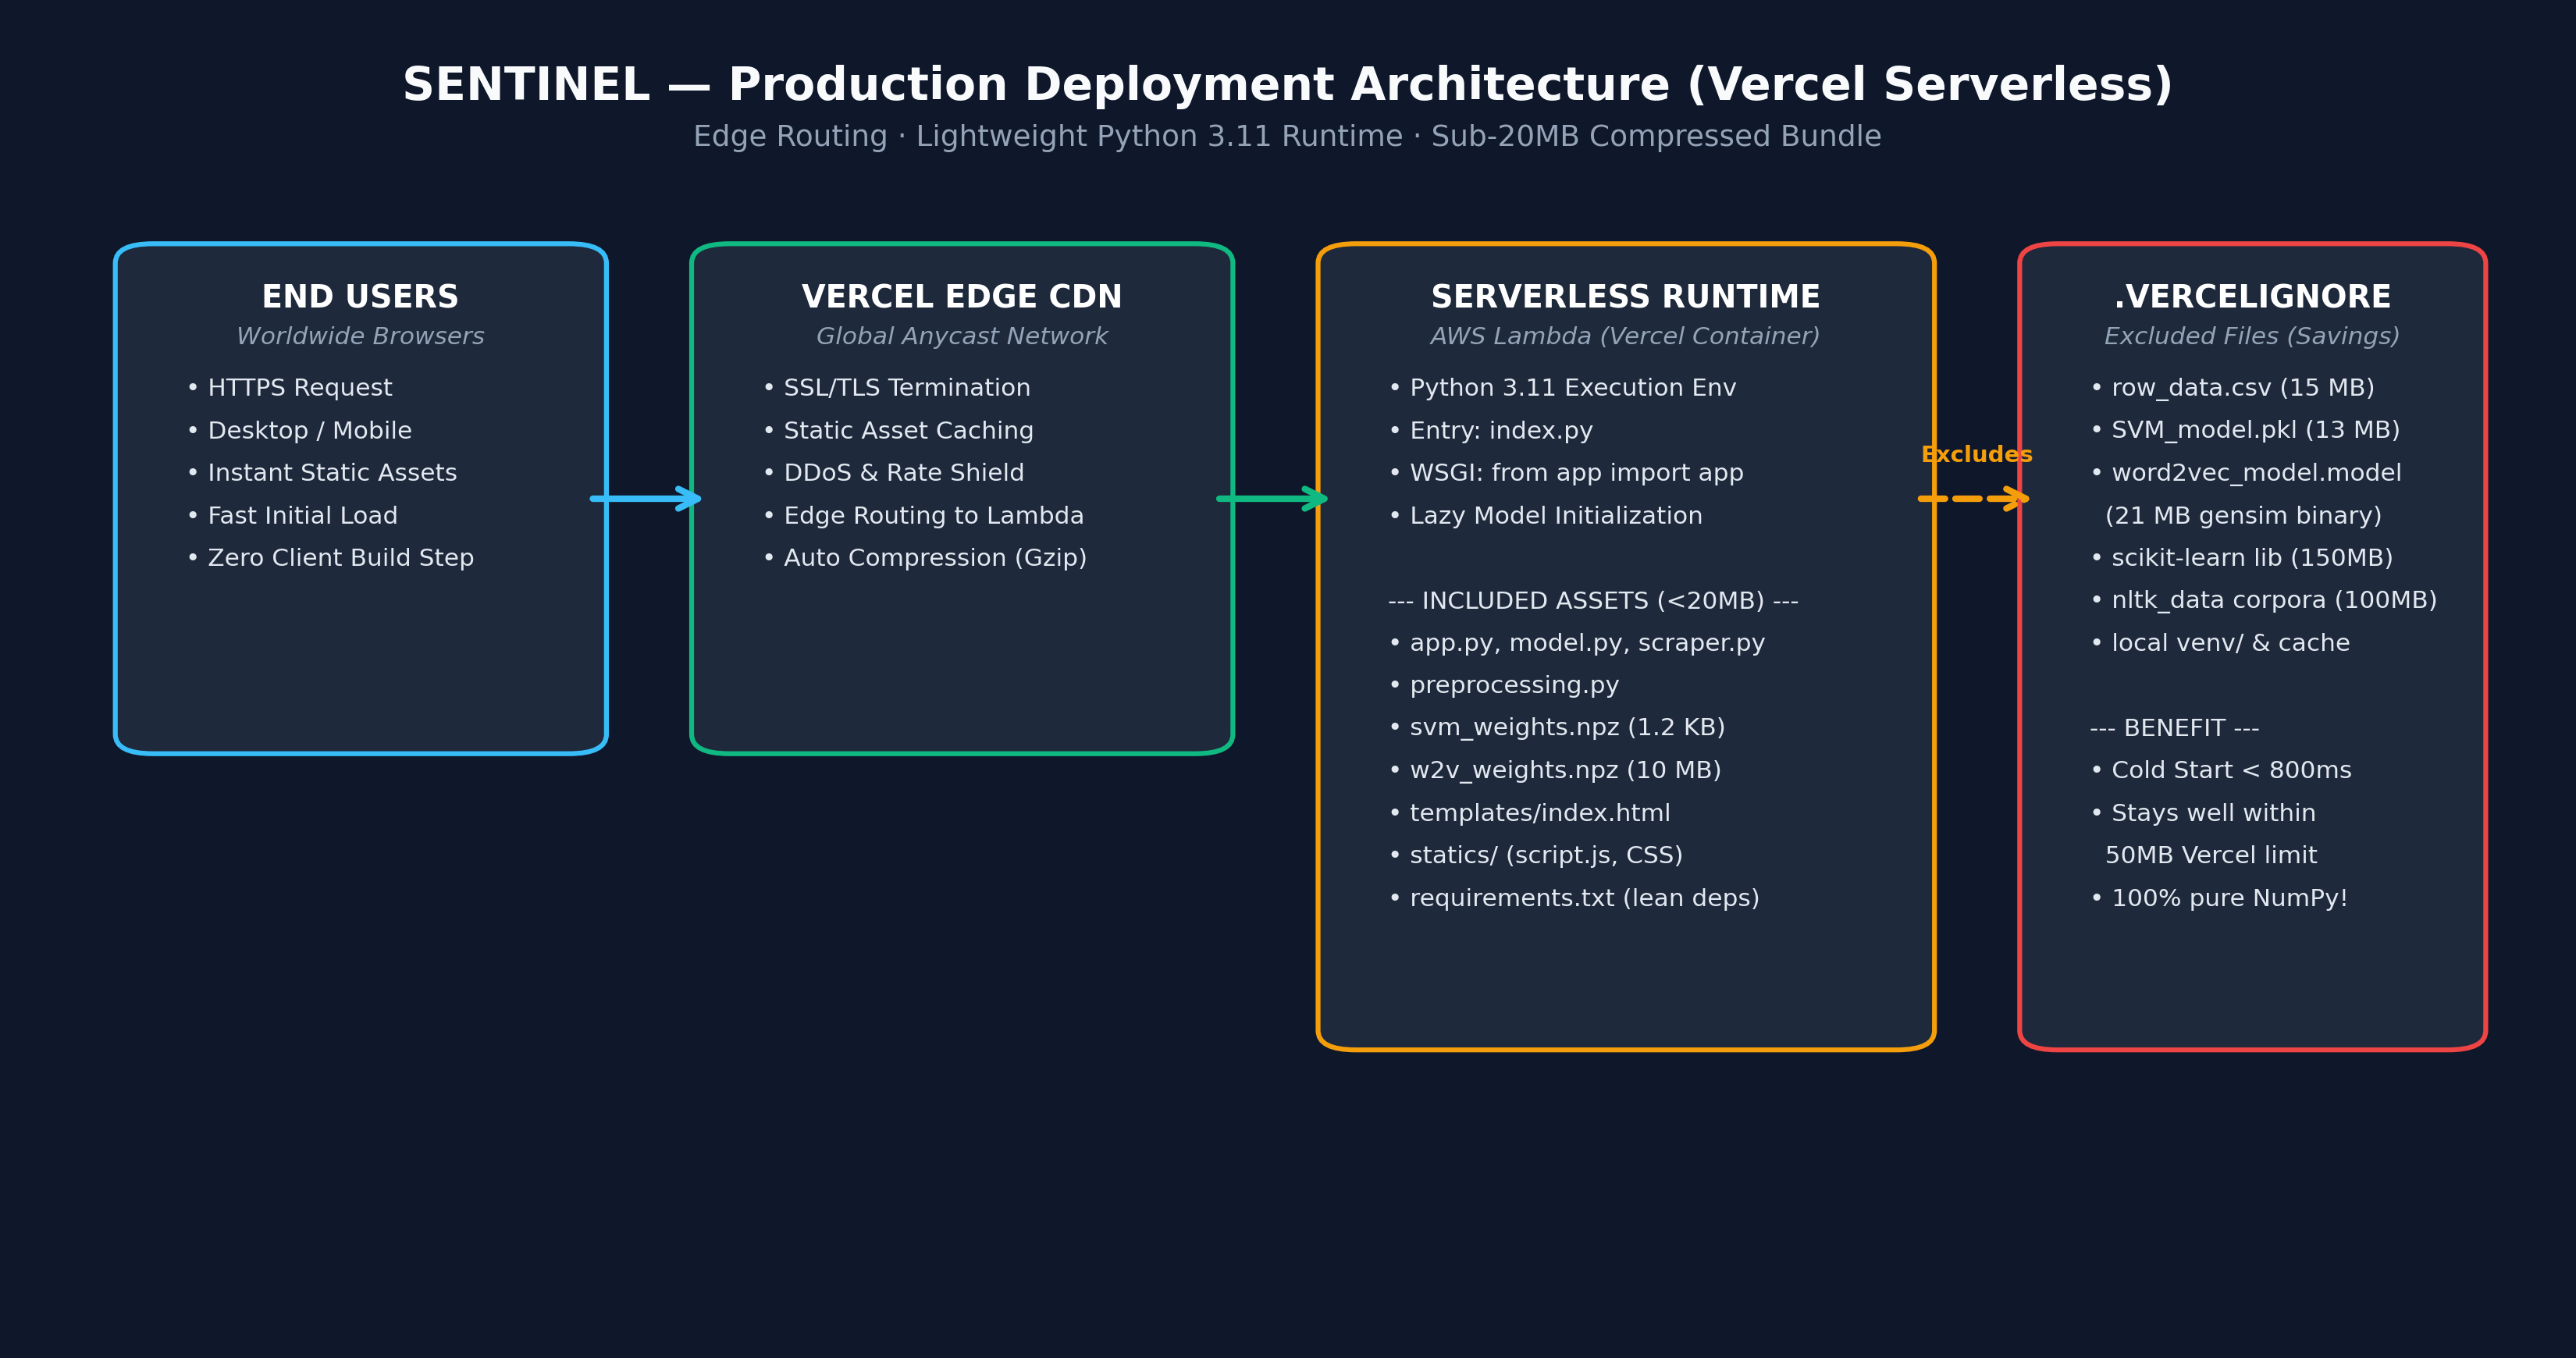 SENTINEL — Production Deployment Architecture (Vercel Serverless)
Edge Routing · Lightweight Python 3.11 Runtime · Sub-20MB Compressed Bundle
END USERS
Worldwide Browsers
• HTTPS Request
• Desktop / Mobile
• Instant Static Assets
• Fast Initial Load
• Zero Client Build Step
VERCEL EDGE CDN
Global Anycast Network
• SSL/TLS Termination
• Static Asset Caching
• DDoS & Rate Shield
• Edge Routing to Lambda
• Auto Compression (Gzip)
SERVERLESS RUNTIME
AWS Lambda (Vercel Container)
• Python 3.11 Execution Env
• Entry: index.py
• WSGI: from app import app
• Lazy Model Initialization
--- INCLUDED ASSETS (<20MB) ---
• app.py, model.py, scraper.py
• preprocessing.py
• svm_weights.npz (1.2 KB)
• w2v_weights.npz (10 MB)
• templates/index.html
• statics/ (script.js, CSS)
• requirements.txt (lean deps)
Excludes
.VERCELIGNORE
Excluded Files (Savings)
• row_data.csv (15 MB)
• SVM_model.pkl (13 MB)
• word2vec_model.model
(21 MB gensim binary)
• scikit-learn lib (150MB)
• nltk_data corpora (100MB)
• local venv/ & cache
--- BENEFIT ---
• Cold Start < 800ms
• Stays well within
50MB Vercel limit
• 100% pure NumPy!